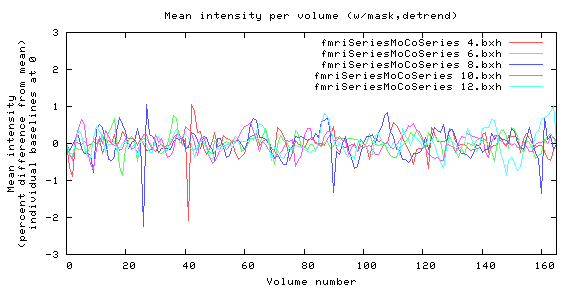 Mean intensity per volume (w/mask,detrend)
fmriSeriesMoCoSeries 4.bxh
fmriSeriesMoCoSeries 6.bxh
fmriSeriesMoCoSeries 8.bxh
fmriSeriesMoCoSeries 10.bxh
fmriSeriesMoCoSeries 12.bxh
Mean intensity
(percent difference from mean)
individual baselines at 0
3
2
1
0
-1
-2
-3
0 20 40 60 80 100 120 140 160
Volume number